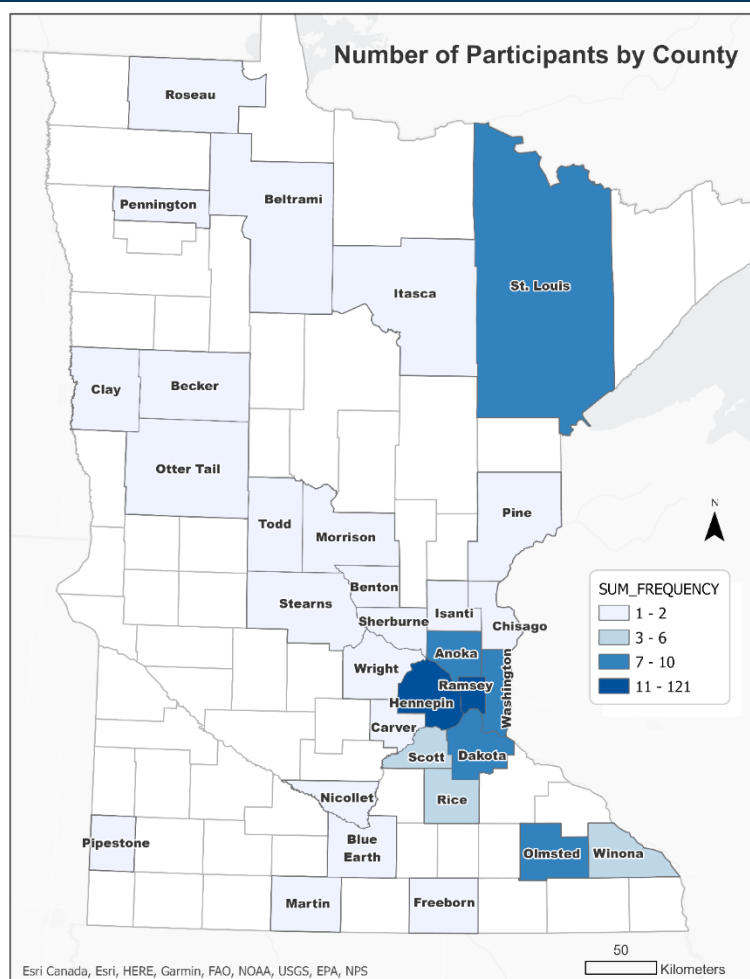 Number of Participants by County
Roseau
Pennington
Beltrami
Itasca
St. Louis
Clay
Becker
Otter Tail
Todd
Morrison
Pine
Benton
Stearns
Sherburne
Isanti
Chisago
Wright
Anoka
Ramsey
Washington
Hennepin
Carver
Scott
Dakota
Nicollet
Rice
Pipestone
Blue
Earth
Olmsted
Winona
Martin
Freeborn
N
SUM_FREQUENCY
1 - 2
3 - 6
7 - 10
11 - 121
50
Kilometers
Esri Canada, Esri, HERE, Garmin, FAO, NOAA, USGS, EPA, NPS